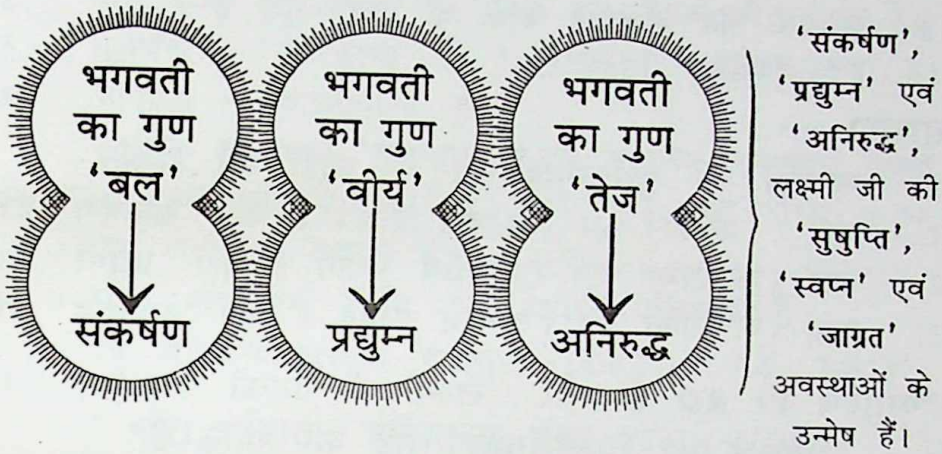 भगवती
का गुण
‘बल’
संकर्षण
भगवती
का गुण
‘वीर्य’
प्रद्युम्न
भगवती
का गुण
‘तेज’
अनिरुद्ध
‘संकर्षण’,
‘प्रद्युम्न’ एवं
‘अनिरुद्ध’,
लक्ष्मी जी की
‘सुषुप्ति’,
‘स्वप्न’ एवं
‘जाग्रत’
अवस्थाओं के
उन्मेष हैं।